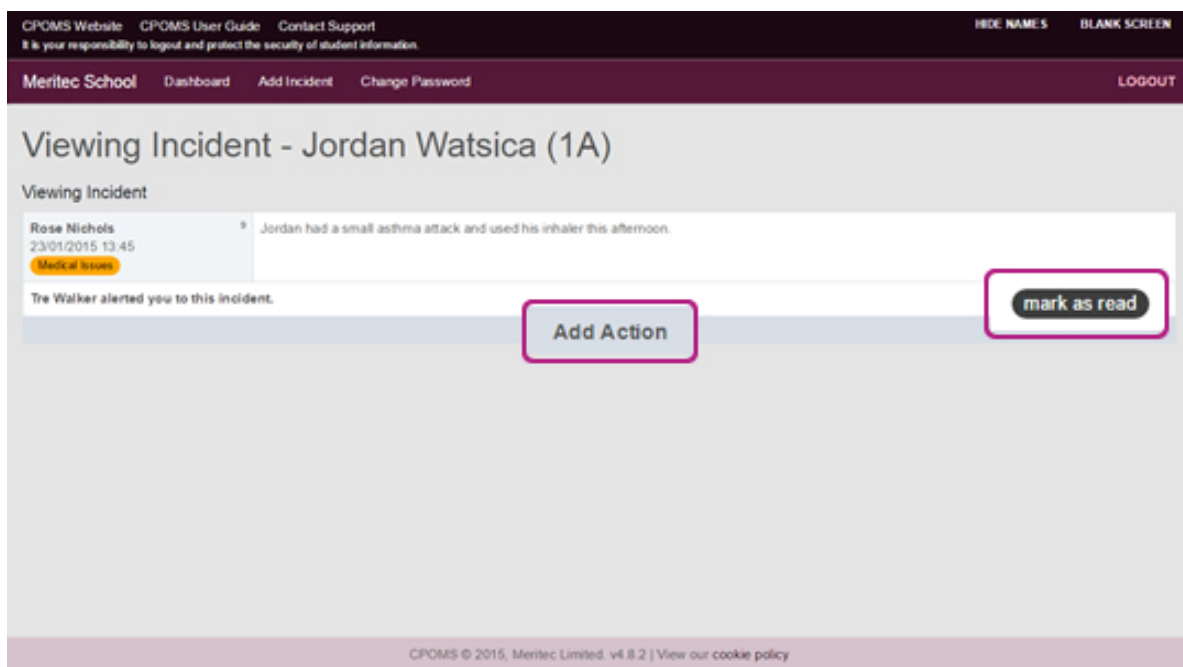 CPOMS Website CPOMS User Guide Contact Support HIDE NAMES BLANK SCREEN
It is your responsibility to logout and protect the security of student information.
Meritec School Dashboard Add Incident Change Password LOGOUT
Viewing Incident - Jordan Watsica (1A)
Viewing Incident
Rose Nichols 9 Jordan had a small asthma attack and used his inhaler this afternoon.
23/01/2015 13:45
Medical Issues
Tre Walker alerted you to this incident. mark as read
Add Action
CPOMS © 2015, Meritec Limited. v4.8.2 | View our cookie policy